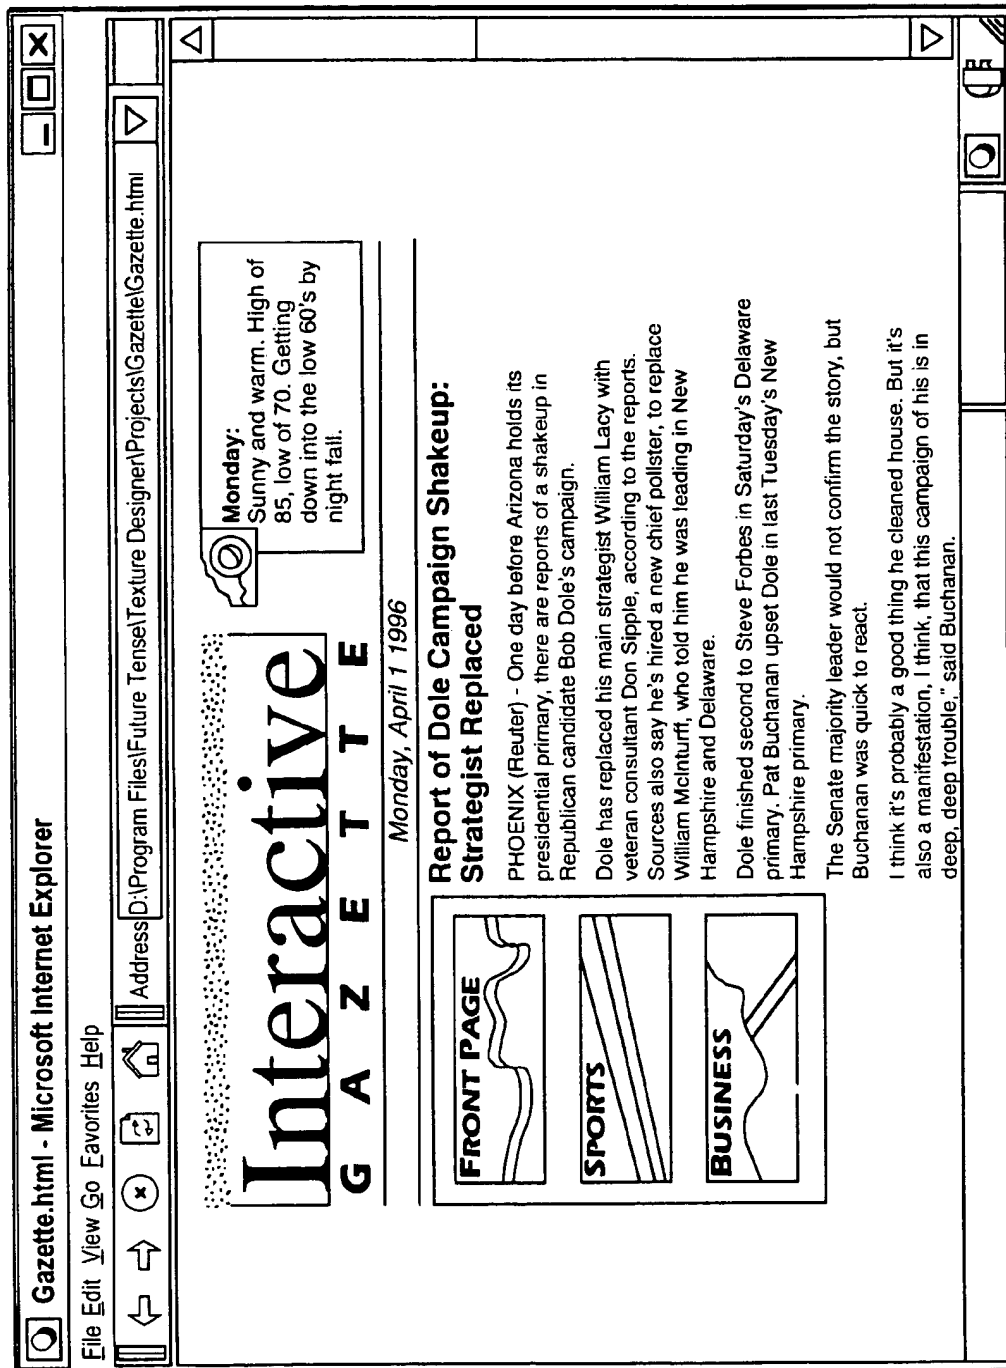 Gazette.html - Microsoft Internet Explorer
File Edit View Go Favorites Help
Address D:\Program Files\Future Tense\Texture Designer\Projects\Gazette\Gazette.html
Interactive
GAZETTE
Monday:
Sunny and warm. High of
85, low of 70. Getting
down into the low 60's by
night fall.
Monday, April 1 1996
FRONT PAGE
SPORTS
BUSINESS
Report of Dole Campaign Shakeup:
Strategist Replaced
PHOENIX (Reuter) - One day before Arizona holds its
presidential primary, there are reports of a shakeup in
Republican candidate Bob Dole's campaign.
Dole has replaced his main strategist William Lacy with
veteran consultant Don Sipple, according to the reports.
Sources also say he's hired a new chief pollster, to replace
William McInturff, who told him he was leading in New
Hampshire and Delaware.
Dole finished second to Steve Forbes in Saturday's Delaware
primary. Pat Buchanan upset Dole in last Tuesday's New
Hampshire primary.
The Senate majority leader would not confirm the story, but
Buchanan was quick to react.
I think it's probably a good thing he cleaned house. But it's
also a manifestation, I think, that this campaign of his is in
deep, deep trouble," said Buchanan.